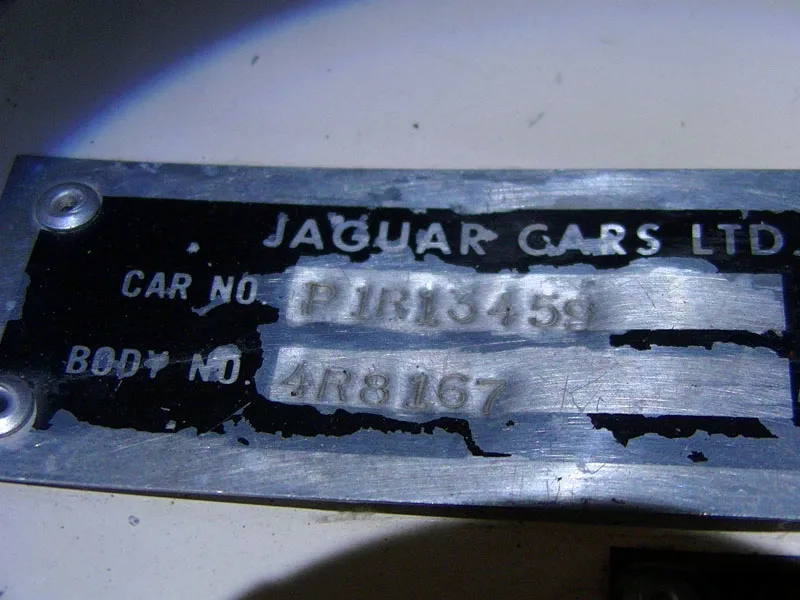 JAGUAR CARS LTD.
CAR NO P1R13459
BODY NO 4R8167